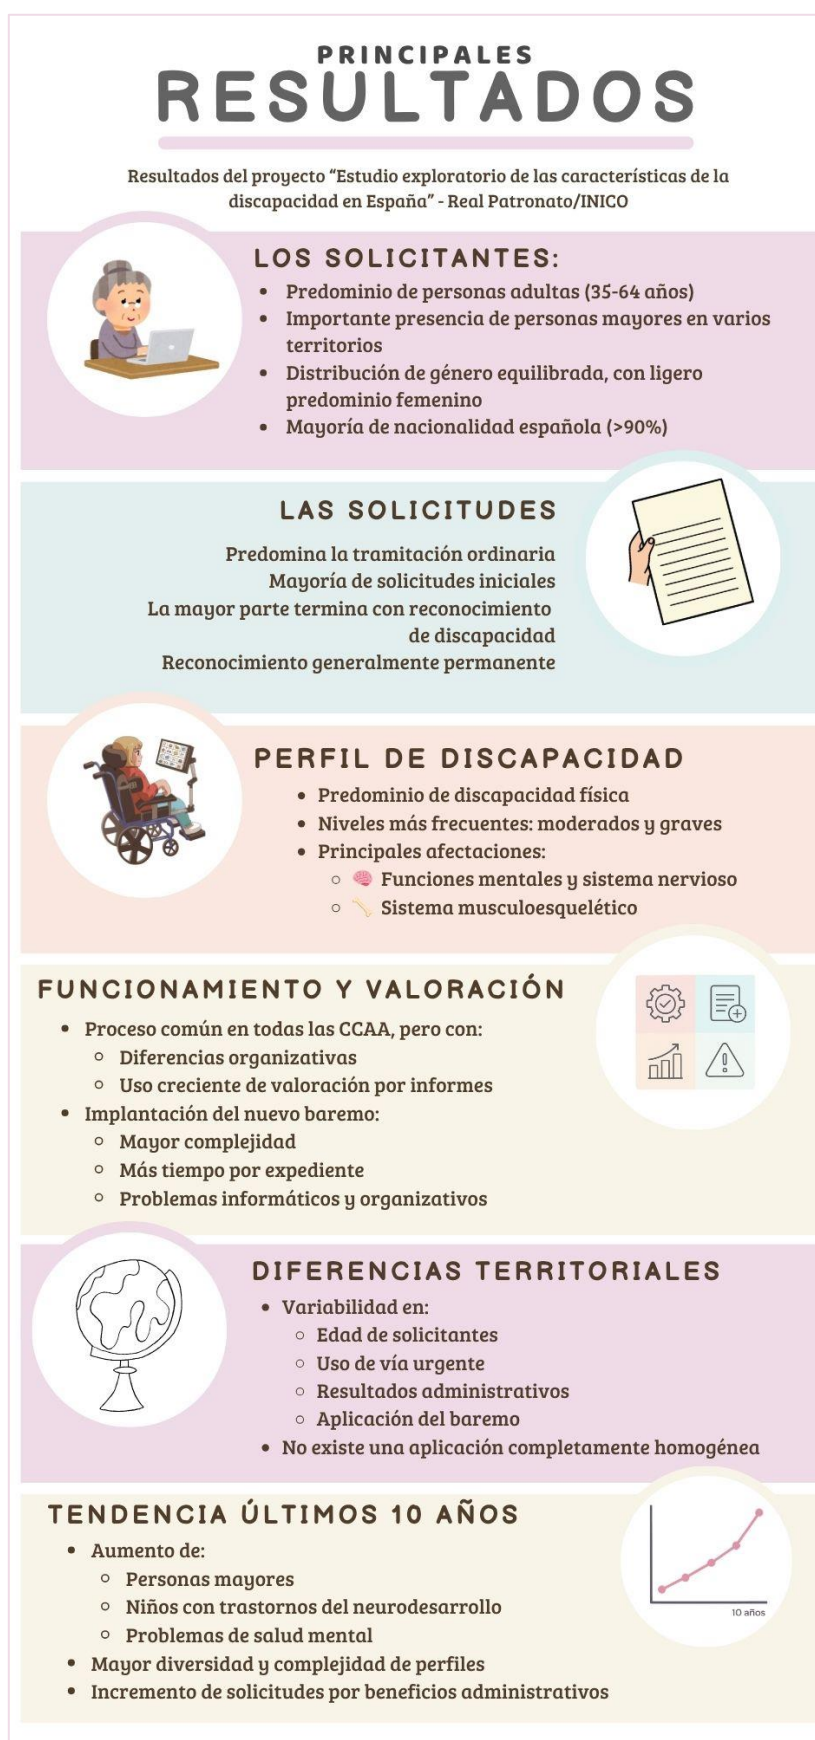 PRINCIPALES
RESULTADOS
Resultados del proyecto “Estudio exploratorio de las características de la
discapacidad en España” - Real Patronato/INICO
LOS SOLICITANTES:
• Predominio de personas adultas (35-64 años)
• Importante presencia de personas mayores en varios
territorios
• Distribución de género equilibrada, con ligero
predominio femenino
• Mayoría de nacionalidad española (>90%)
LAS SOLICITUDES
Predomina la tramitación ordinaria
Mayoría de solicitudes iniciales
La mayor parte termina con reconocimiento
de discapacidad
Reconocimiento generalmente permanente
PERFIL DE DISCAPACIDAD
• Predominio de discapacidad física
• Niveles más frecuentes: moderados y graves
• Principales afectaciones:
○ 🧠 Funciones mentales y sistema nervioso
○ 🦴 Sistema musculoesquelético
FUNCIONAMIENTO Y VALORACIÓN
• Proceso común en todas las CCAA, pero con:
○ Diferencias organizativas
○ Uso creciente de valoración por informes
• Implantación del nuevo baremo:
○ Mayor complejidad
○ Más tiempo por expediente
○ Problemas informáticos y organizativos
DIFERENCIAS TERRITORIALES
• Variabilidad en:
○ Edad de solicitantes
○ Uso de vía urgente
○ Resultados administrativos
○ Aplicación del baremo
• No existe una aplicación completamente homogénea
TENDENCIA ÚLTIMOS 10 AÑOS
• Aumento de:
○ Personas mayores
○ Niños con trastornos del neurodesarrollo
○ Problemas de salud mental
• Mayor diversidad y complejidad de perfiles
• Incremento de solicitudes por beneficios administrativos
10 años